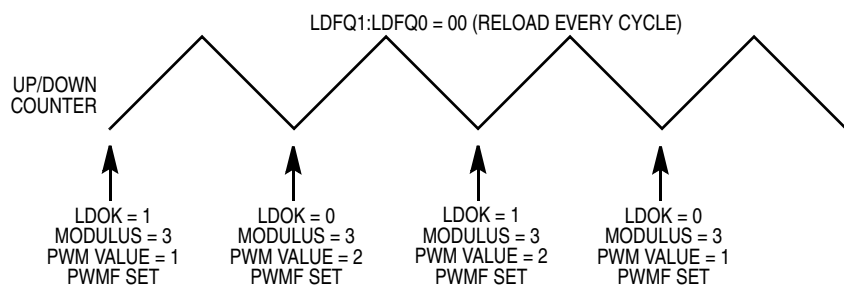 LDFQ1:LDFQ0 = 00 (RELOAD EVERY CYCLE)
UP/DOWN
COUNTER
LDOK = 1
MODULUS = 3
PWM VALUE = 1
PWMF SET
LDOK = 0
MODULUS = 3
PWM VALUE = 2
PWMF SET
LDOK = 1
MODULUS = 3
PWM VALUE = 2
PWMF SET
LDOK = 0
MODULUS = 3
PWM VALUE = 1
PWMF SET